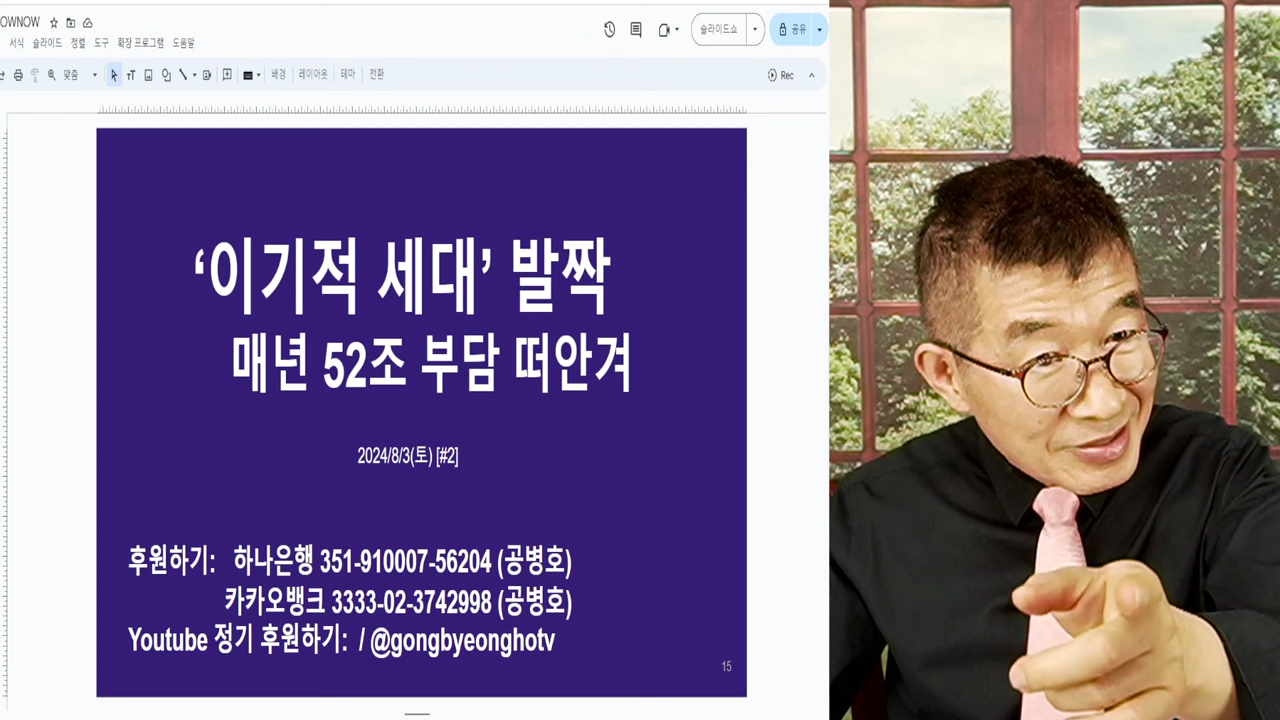 OWNOW
서식 슬라이드 정렬 도구 확장 프로그램 도움말
슬라이드쇼
공유
맞춤
배경 레이아웃 테마 전환
Rec
‘이기적 세대’ 발짝
매년 52조 부담 떠안겨
2024/8/3(토) [#2]
후원하기: 하나은행 351-910007-56204 (공병호)
카카오뱅크 3333-02-3742998 (공병호)
Youtube 정기 후원하기: / @gongbyeonghotv
15